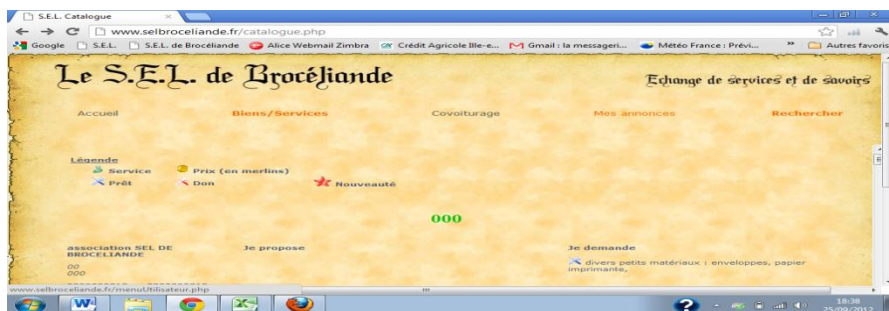 S.E.L. Catalogue
www.selbroceliande.fr/catalogue.php
Google S.E.L. S.E.L. de Brocéliande Alice Webmail Zimbra Crédit Agricole Ille-e... Gmail : la messageri... Météo France : Prévi... » Autres favoris
Le S.E.L. de Brocéliande
Echange de services et de savoirs
Accueil Biens/Services Covoiturage Mes annonces Rechercher
Légende
Service Prix (en merlins)
Prêt Don Nouveauté
000
association SEL DE BROCELIANDE Je propose Je demande
00
000
divers petits matériaux : enveloppes, papier
imprimante,
www.selbroceliande.fr/menuUtilisateur.php
18:38
25/09/2012